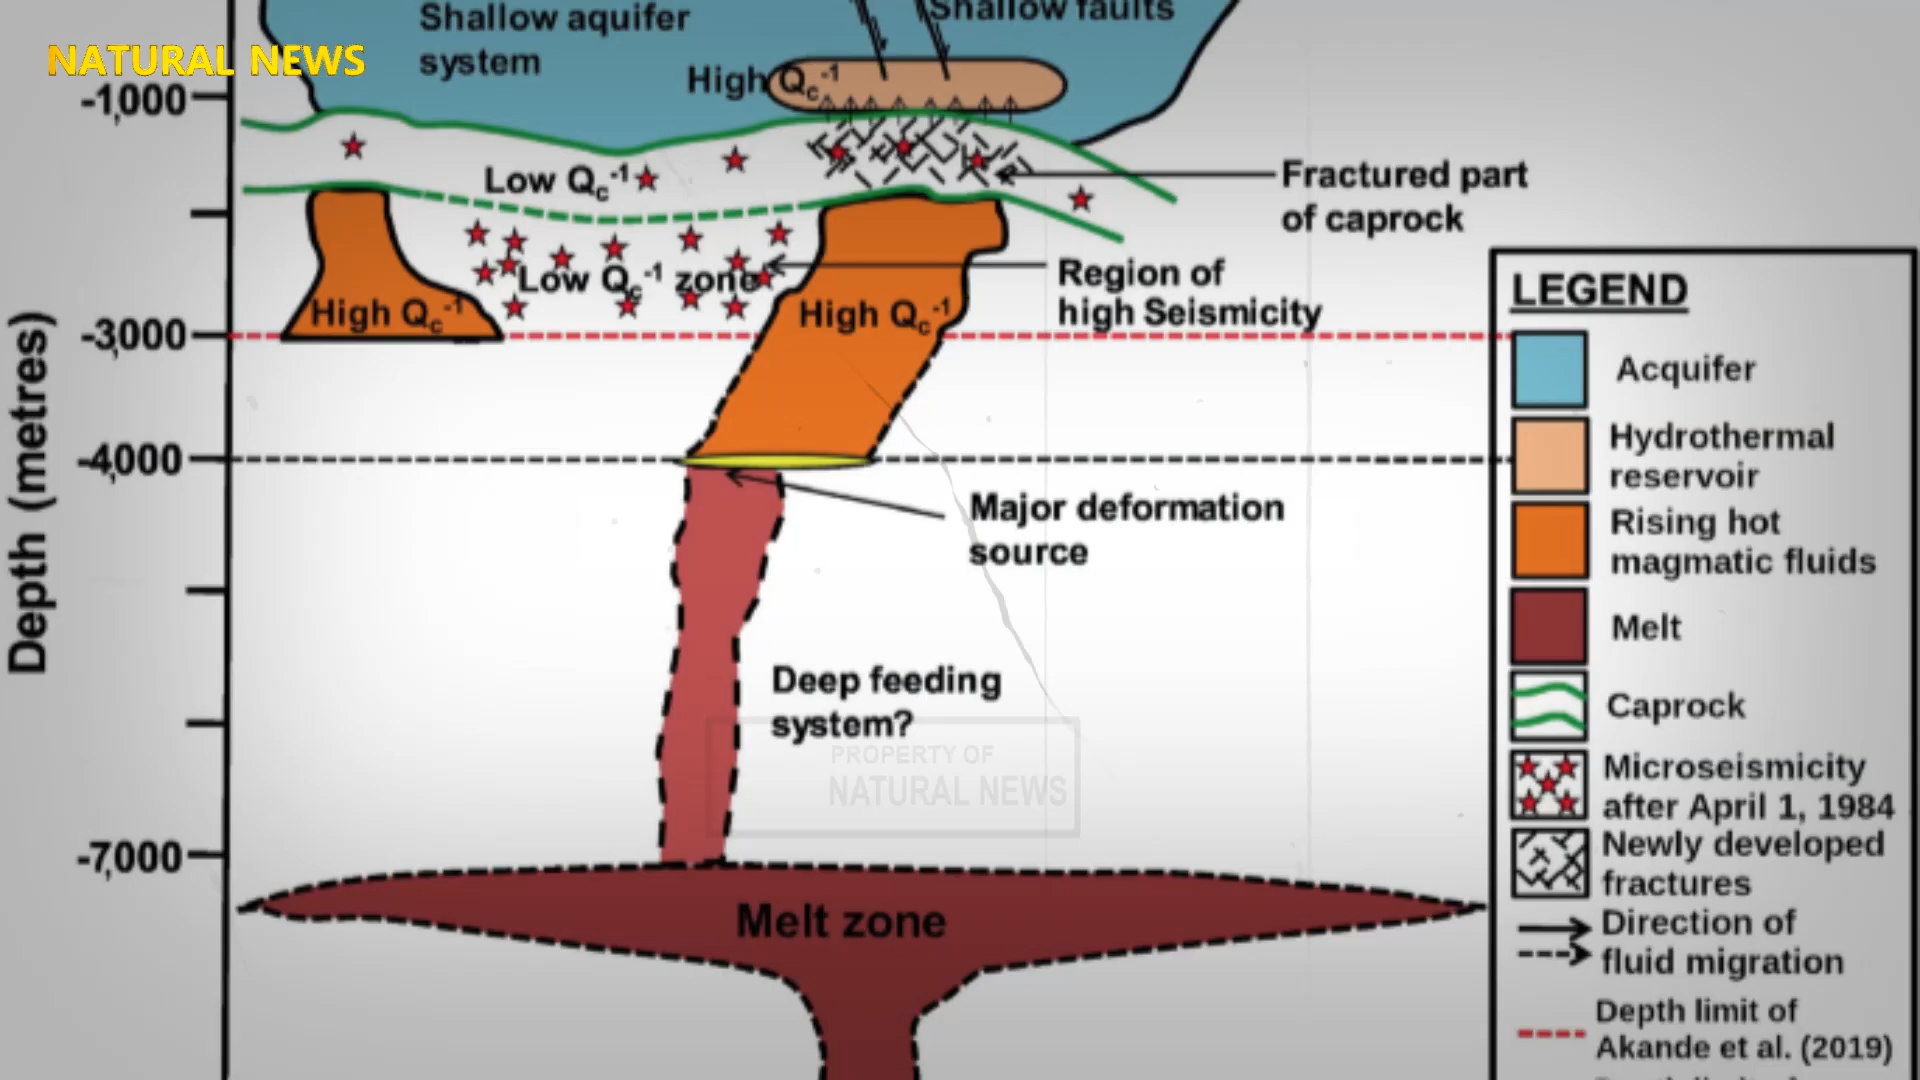 Shallow aquifer
system
Shallow faults
NATURAL NEWS
High Qc-1
-1,000
Low Qc-1
Fractured part
of caprock
Low Qc-1 zone
Region of
high Seismicity
High Qc-1
High Qc-1
-3,000
Depth (metres)
-4,000
Major deformation
source
Deep feeding
system?
PROPERTY OF
NATURAL NEWS
-7,000
Melt zone
LEGEND
Acquifer
Hydrothermal
reservoir
Rising hot
magmatic fluids
Melt
Caprock
Microseismicity
after April 1, 1984
Newly developed
fractures
Direction of
fluid migration
Depth limit of
Akande et al. (2019)